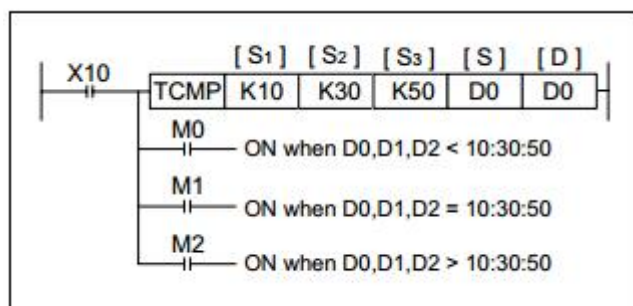 [ S1 ] [ S2 ] [ S3 ] [ S ] [ D ]
X10
TCMP K10 K30 K50 D0 D0
M0
ON when D0,D1,D2 < 10:30:50
M1
ON when D0,D1,D2 = 10:30:50
M2
ON when D0,D1,D2 > 10:30:50